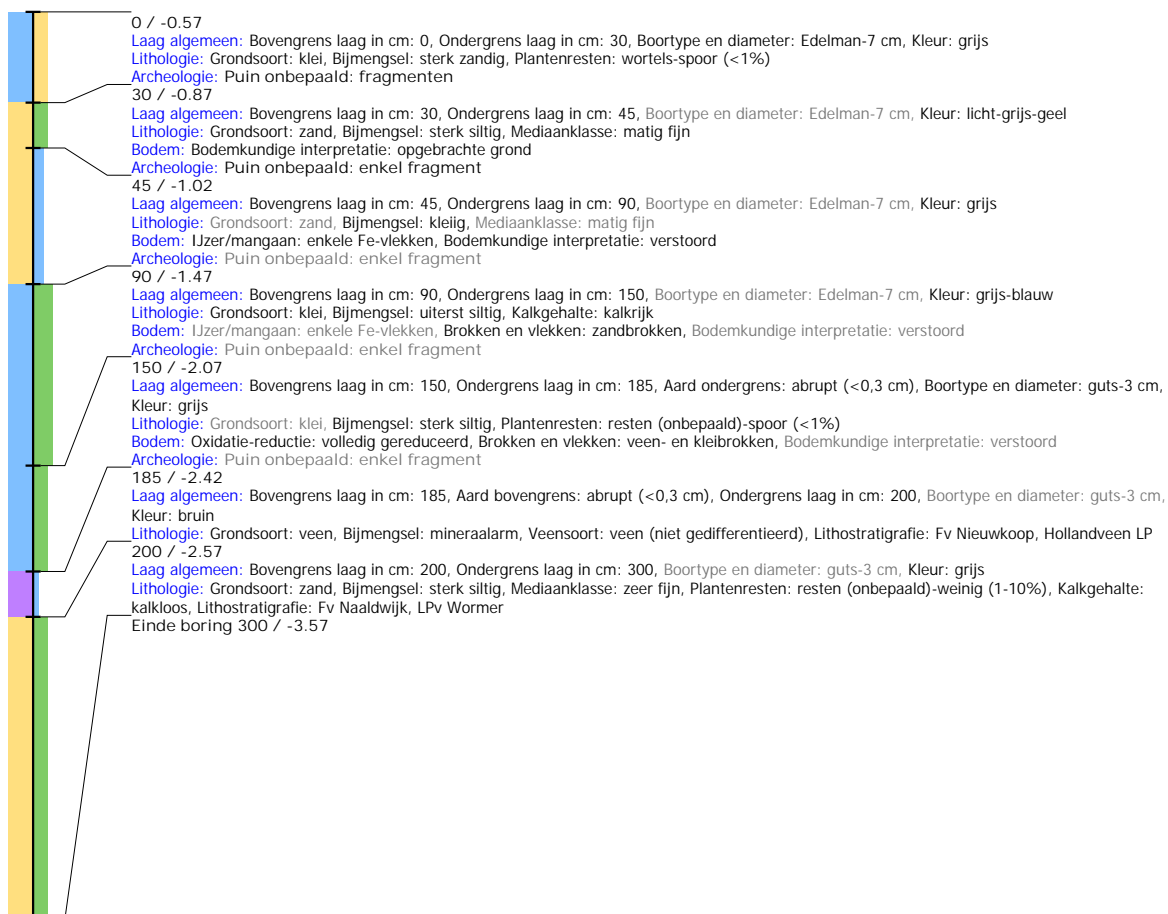 0 / -0.57
Laag algemeen: Bovengrens laag in cm: 0, Ondergrens laag in cm: 30, Boortype en diameter: Edelman-7 cm, Kleur: grijs
Lithologie: Grondsoort: klei, Bijmengsel: sterk zandig, Plantenresten: wortels-spoor (<1%)
Archeologie: Puin onbepaald: fragmenten
30 / -0.87
Laag algemeen: Bovengrens laag in cm: 30, Ondergrens laag in cm: 45, Boortype en diameter: Edelman-7 cm, Kleur: licht-grijs-geel
Lithologie: Grondsoort: zand, Bijmengsel: sterk siltig, Mediaanklasse: matig fijn
Bodem: Bodemkundige interpretatie: opgebrachte grond
Archeologie: Puin onbepaald: enkel fragment
45 / -1.02
Laag algemeen: Bovengrens laag in cm: 45, Ondergrens laag in cm: 90, Boortype en diameter: Edelman-7 cm, Kleur: grijs
Lithologie: Grondsoort: zand, Bijmengsel: kleiig, Mediaanklasse: matig fijn
Bodem: IJzer/mangaan: enkele Fe-vlekken, Bodemkundige interpretatie: verstoord
Archeologie: Puin onbepaald: enkel fragment
90 / -1.47
Laag algemeen: Bovengrens laag in cm: 90, Ondergrens laag in cm: 150, Boortype en diameter: Edelman-7 cm, Kleur: grijs-blauw
Lithologie: Grondsoort: klei, Bijmengsel: uiterst siltig, Kalkgehalte: kalkrijk
Bodem: IJzer/mangaan: enkele Fe-vlekken, Brokken en vlekken: zandbrokken, Bodemkundige interpretatie: verstoord
Archeologie: Puin onbepaald: enkel fragment
150 / -2.07
Laag algemeen: Bovengrens laag in cm: 150, Ondergrens laag in cm: 185, Aard ondergrens: abrupt (<0,3 cm), Boortype en diameter: guts-3 cm,
Kleur: grijs
Lithologie: Grondsoort: klei, Bijmengsel: sterk siltig, Plantenresten: resten (onbepaald)-spoor (<1%)
Bodem: Oxidatie-reductie: volledig gereduceerd, Brokken en vlekken: veen- en kleibrokken, Bodemkundige interpretatie: verstoord
Archeologie: Puin onbepaald: enkel fragment
185 / -2.42
Laag algemeen: Bovengrens laag in cm: 185, Aard bovengrens: abrupt (<0,3 cm), Ondergrens laag in cm: 200, Boortype en diameter: guts-3 cm,
Kleur: bruin
Lithologie: Grondsoort: veen, Bijmengsel: mineraalarm, Veensoort: veen (niet gedifferentieerd), Lithostratigrafie: Fv Nieuwkoop, Hollandveen LP
200 / -2.57
Laag algemeen: Bovengrens laag in cm: 200, Ondergrens laag in cm: 300, Boortype en diameter: guts-3 cm, Kleur: grijs
Lithologie: Grondsoort: zand, Bijmengsel: sterk siltig, Mediaanklasse: zeer fijn, Plantenresten: resten (onbepaald)-weinig (1-10%), Kalkgehalte:
kalkloos, Lithostratigrafie: Fv Naaldwijk, LPv Wormer
Einde boring 300 / -3.57